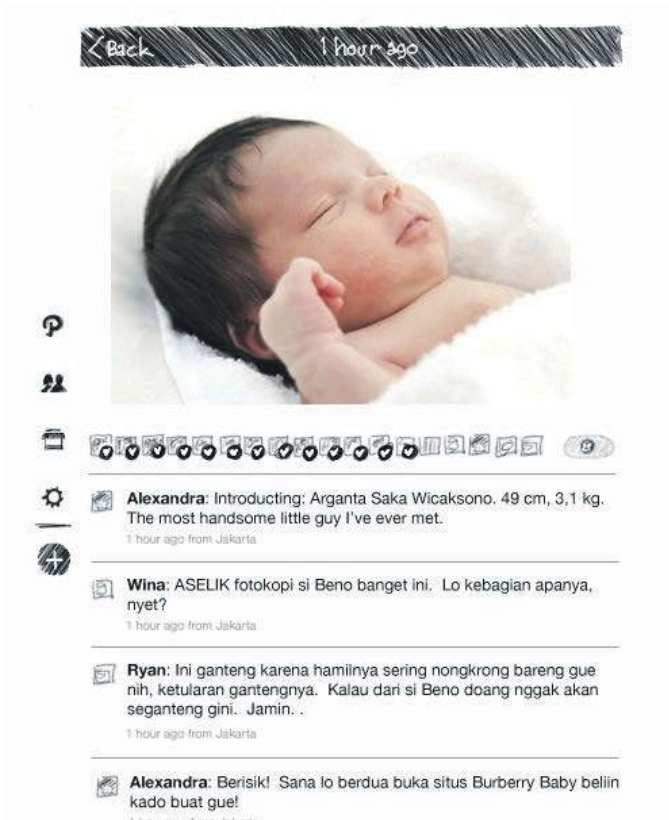 Back
1 hour ago
Alexandra: Introducting: Arganta Saka Wicaksono. 49 cm, 3,1 kg.
The most handsome little guy I've ever met.
1 hour ago from Jakarta
Wina: ASELIK fotokopi si Beno banget ini. Lo kebagian apanya,
nyet?
1 hour ago from Jakarta
Ryan: Ini ganteng karena hamilnya sering nongkrong bareng gue
nih, ketularan gantengnya. Kalau dari si Beno doang nggak akan
seganteng gini. Jamin. .
1 hour ago from Jakarta
Alexandra: Berisik! Sana lo berdua buka situs Burberry Baby beliin
kado buat gue!